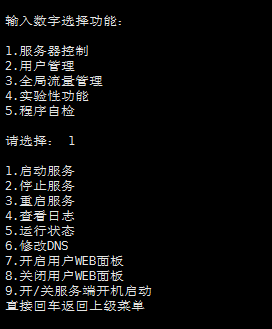 输入数字选择功能:
1.服务器控制
2.用户管理
3.全局流量管理
4.实验性功能
5.程序自检
请选择: 1
1.启动服务
2.停止服务
3.重启服务
4.查看日志
5.运行状态
6.修改DNS
7.开启用户WEB面板
8.关闭用户WEB面板
9.开/关服务端开机启动
直接回车返回上级菜单